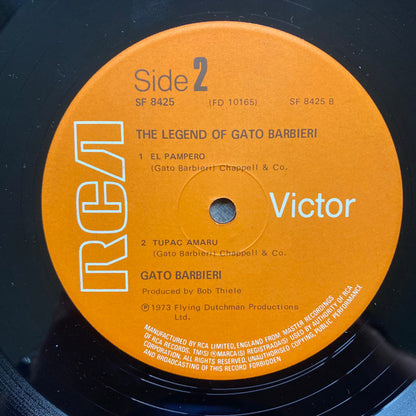 Side 2
SF 8425 (FD 10165) SF 8425 B
THE LEGEND OF GATO BARBIERI
1 EL PAMPERO
(Gato Barbieri) Chappell & Co.
RCA Victor
2 TUPAC AMARU
(Gato Barbieri) Chappell & Co.
GATO BARBIERI
Produced by Bob Thiele
Ⓟ 1973 Flying Dutchman Productions
Ltd.
MANUFACTURED BY RCA LIMITED, ENGLAND FROM MASTER RECORDINGS
OF RCA RECORDS. TM(S) ® MARCA(S) REGISTRADA(S) USED BY AUTHORITY OF RCA
CORPORATION, ALL RIGHTS RESERVED. UNAUTHORISED COPYING, PUBLIC PERFORMANCE
AND BROADCASTING OF THIS RECORD FORBIDDEN